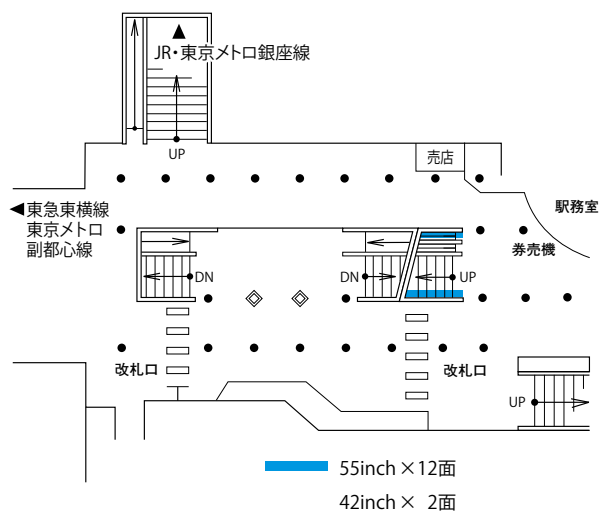 ▲
JR・東京メトロ銀座線
UP
売店
◀東急東横線
東京メトロ
副都心線
駅務室
券売機
DN
DN
UP
改札口
改札口
UP
55inch×12面
42inch× 2面